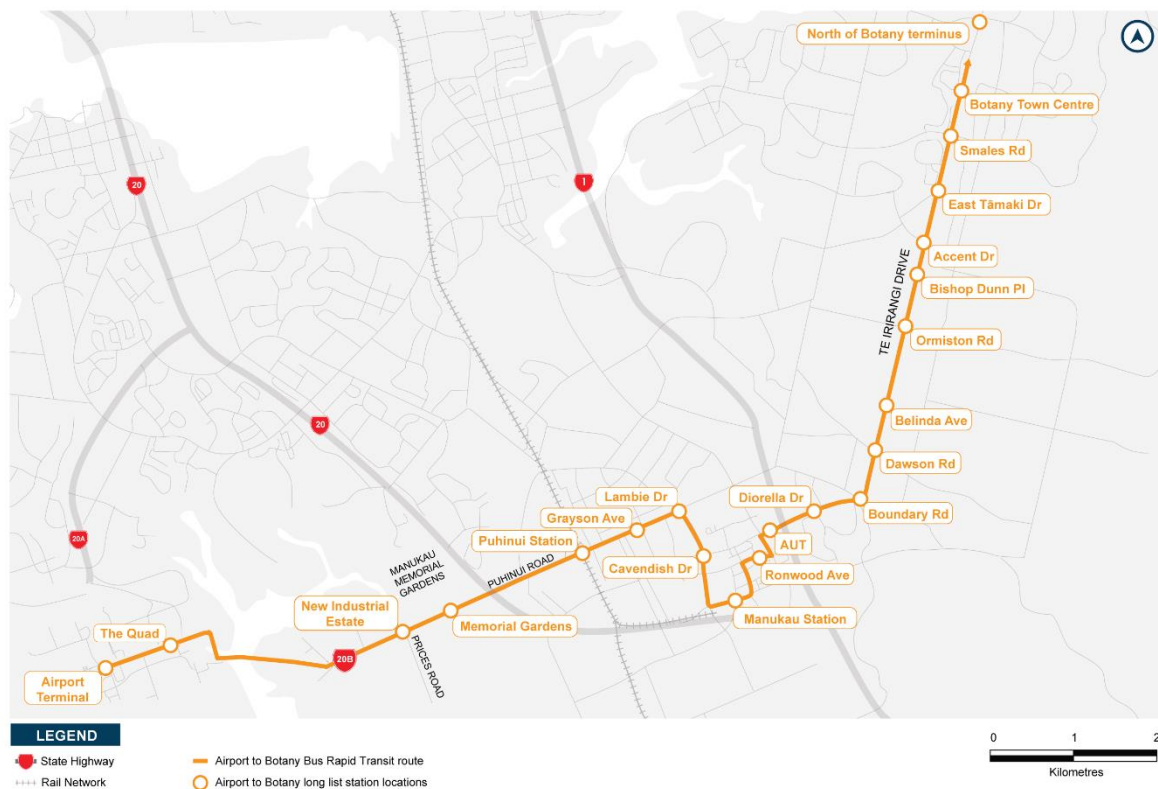 North of Botany terminus
Botany Town Centre
Smales Rd
East Tāmaki Dr
Accent Dr
Bishop Dunn Pl
Ormiston Rd
TE IRIRANGI DRIVE
Belinda Ave
Dawson Rd
Boundary Rd
Diorella Dr
AUT
Ronwood Ave
Manukau Station
Lambie Dr
Grayson Ave
Cavendish Dr
Puhinui Station
PUHINUI ROAD
MANUKAU
MEMORIAL
GARDENS
Memorial Gardens
New Industrial
Estate
PRICES ROAD
The Quad
Airport
Terminal
20
1
20
20A
20B
LEGEND
State Highway
Rail Network
Airport to Botany Bus Rapid Transit route
Airport to Botany long list station locations
0 1 2
Kilometres